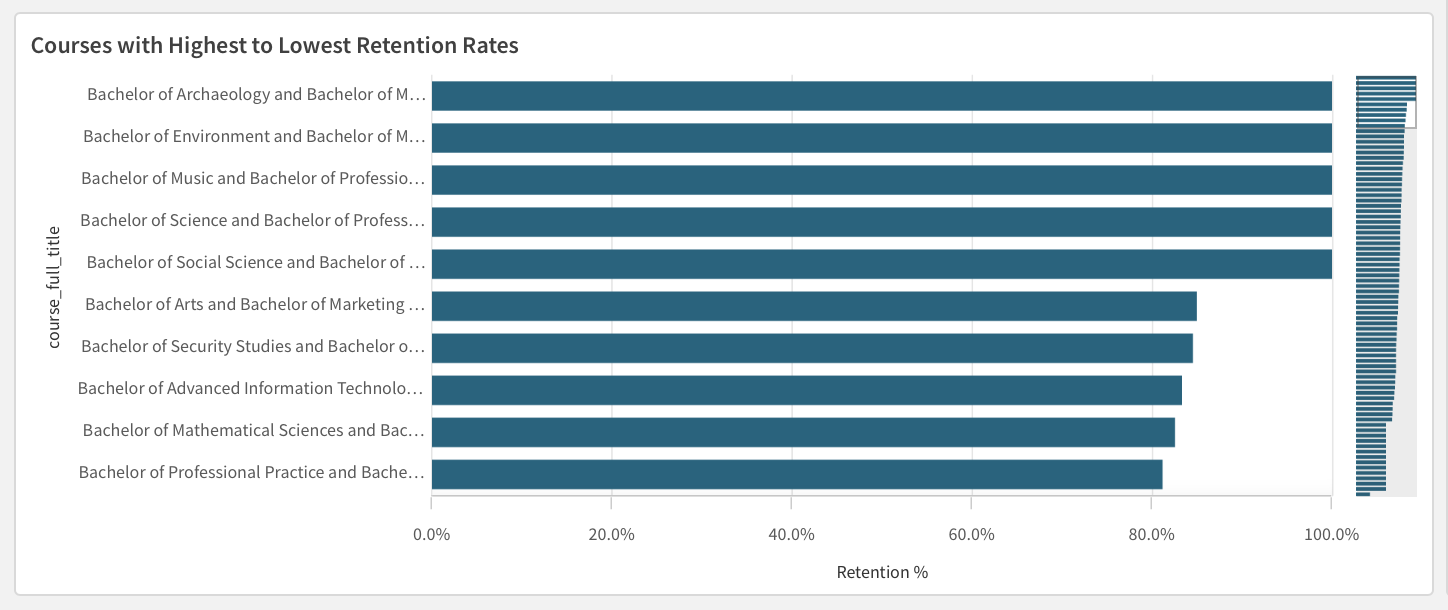 Courses with Highest to Lowest Retention Rates
course_full_title
Bachelor of Archaeology and Bachelor of M…
Bachelor of Environment and Bachelor of M…
Bachelor of Music and Bachelor of Professio…
Bachelor of Science and Bachelor of Profess…
Bachelor of Social Science and Bachelor of …
Bachelor of Arts and Bachelor of Marketing …
Bachelor of Security Studies and Bachelor o…
Bachelor of Advanced Information Technolo…
Bachelor of Mathematical Sciences and Bac…
Bachelor of Professional Practice and Bache…
0.0% 20.0% 40.0% 60.0% 80.0% 100.0%
Retention %